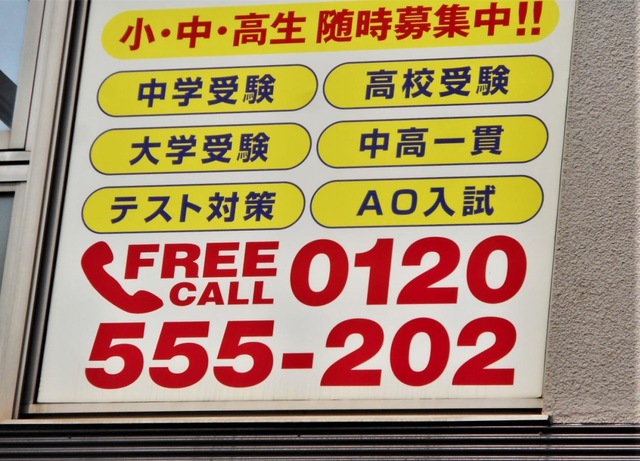 小・中・高生 随時募集中!!
中学受験 高校受験
大学受験 中高一貫
テスト対策 AO入試
FREE CALL 0120
555-202